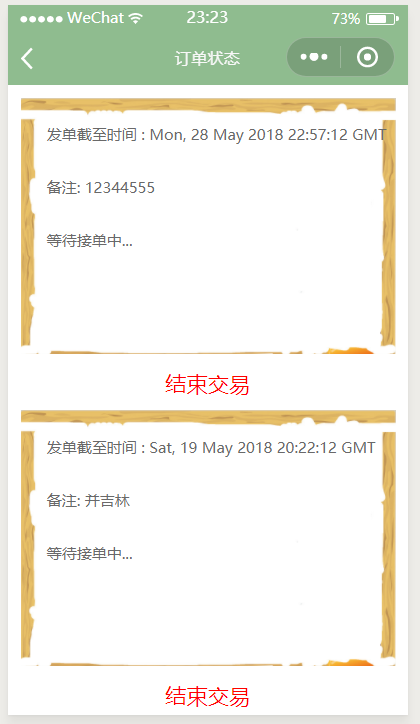 WeChat 23:23 73%
订单状态
发单截至时间 : Mon, 28 May 2018 22:57:12 GMT
备注: 12344555
等待接单中...
结束交易
发单截至时间 : Sat, 19 May 2018 20:22:12 GMT
备注: 并吉林
等待接单中...
结束交易